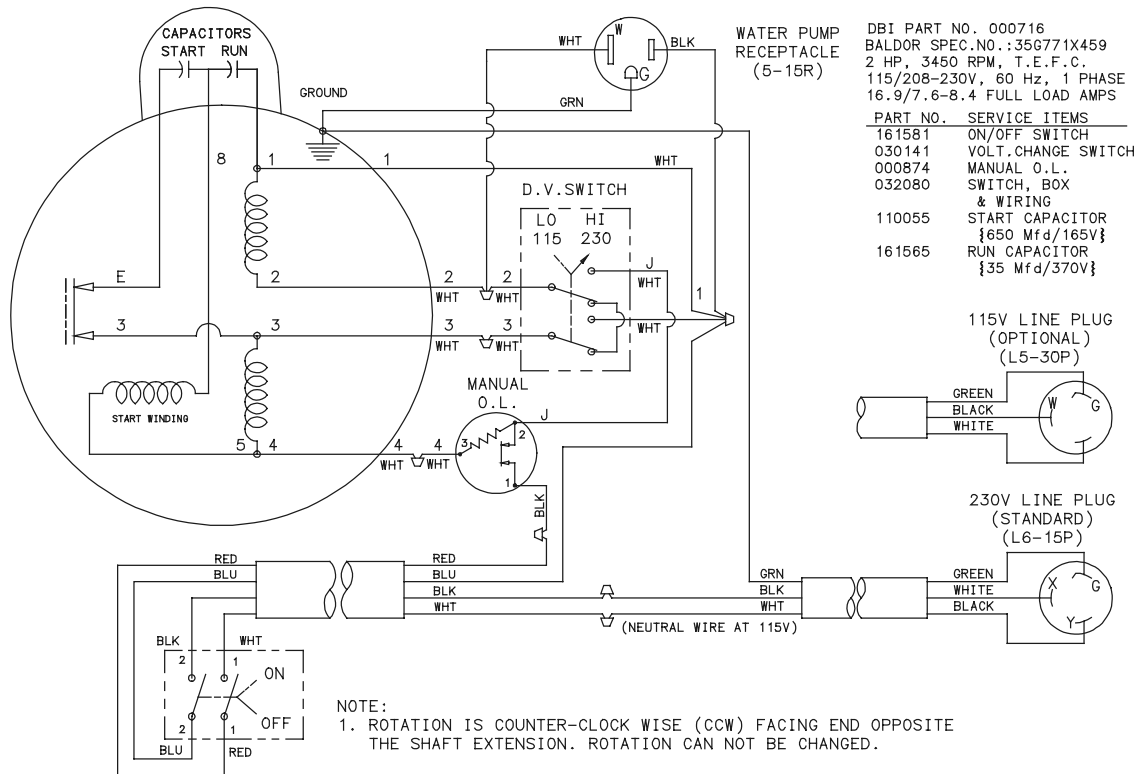 CAPACITORS
START RUN
WHT
W
BLK
G
WATER PUMP
RECEPTACLE
(5-15R)
GROUND
GRN
DBI PART NO. 000716
BALDOR SPEC.NO.:35G771X459
2 HP, 3450 RPM, T.E.F.C.
115/208-230V, 60 Hz, 1 PHASE
16.9/7.6-8.4 FULL LOAD AMPS
PART NO. SERVICE ITEMS
161581 ON/OFF SWITCH
030141 VOLT.CHANGE SWITCH
000874 MANUAL O.L.
032080 SWITCH, BOX
& WIRING
110055 START CAPACITOR
{650 Mfd/165V}
161565 RUN CAPACITOR
{35 Mfd/370V}
8 1 1 WHT
D.V.SWITCH
LO HI
115 230
J
WHT
E 2 2 2
WHT WHT
1
3 3 3 3
WHT WHT
WHT
START WINDING
MANUAL
O.L.
J
3 2
1
5 4 4 4
WHT WHT
BLK
115V LINE PLUG
(OPTIONAL)
(L5-30P)
GREEN
BLACK
WHITE
W G
230V LINE PLUG
(STANDARD)
(L6-15P)
GREEN
WHITE
BLACK
X G
Y
RED RED
BLU BLU
BLK
WHT
GRN
BLK
WHT
(NEUTRAL WIRE AT 115V)
BLK WHT
2 1
ON
OFF
2 1
BLU RED
NOTE:
1. ROTATION IS COUNTER-CLOCK WISE (CCW) FACING END OPPOSITE
THE SHAFT EXTENSION. ROTATION CAN NOT BE CHANGED.